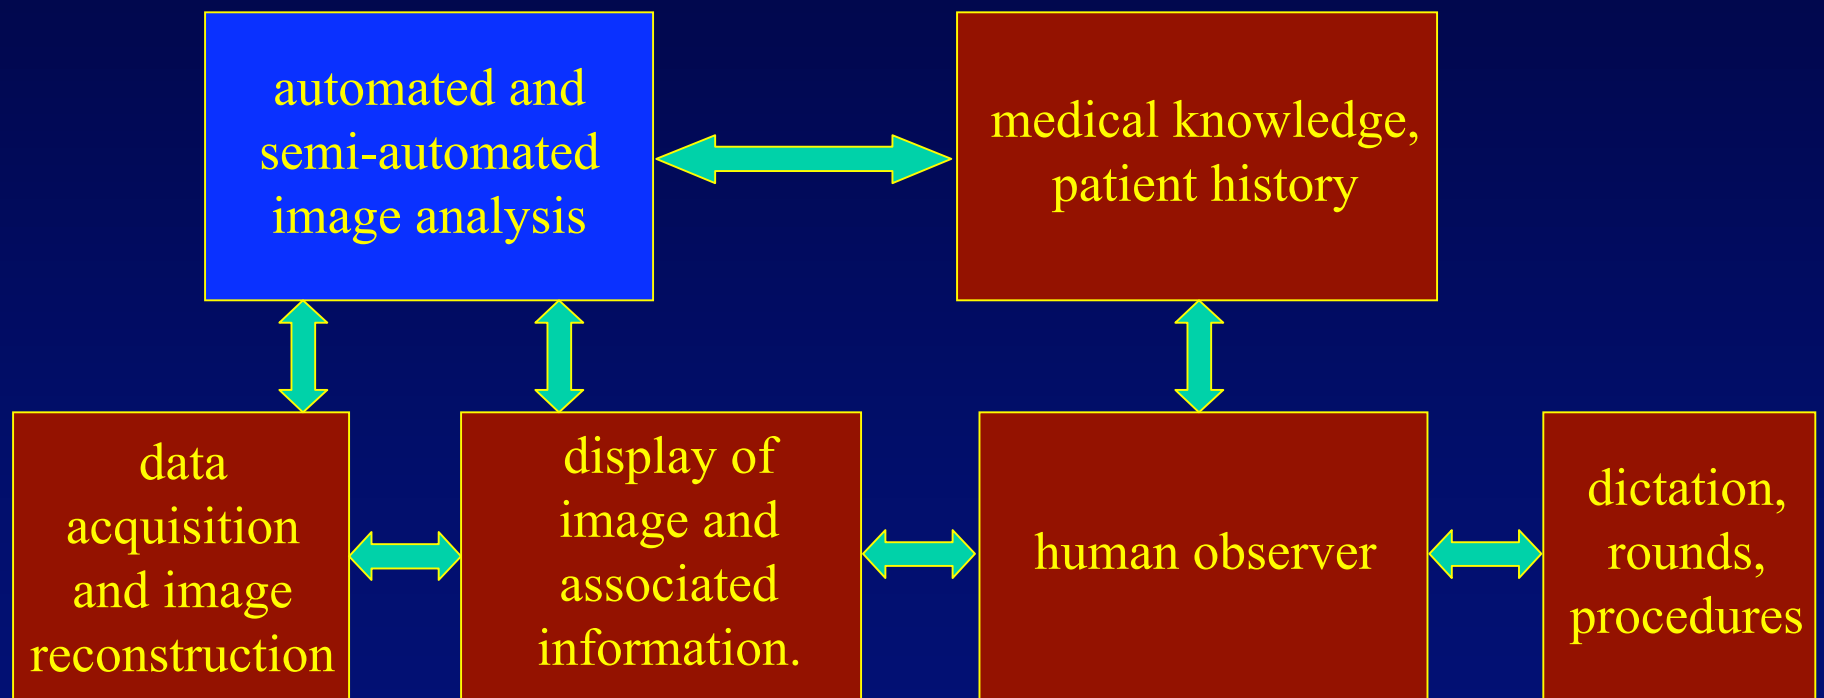 automated and
semi-automated
image analysis
medical knowledge,
patient history
data
acquisition
and image
reconstruction
display of
image and
associated
information.
human observer
dictation,
rounds,
procedures